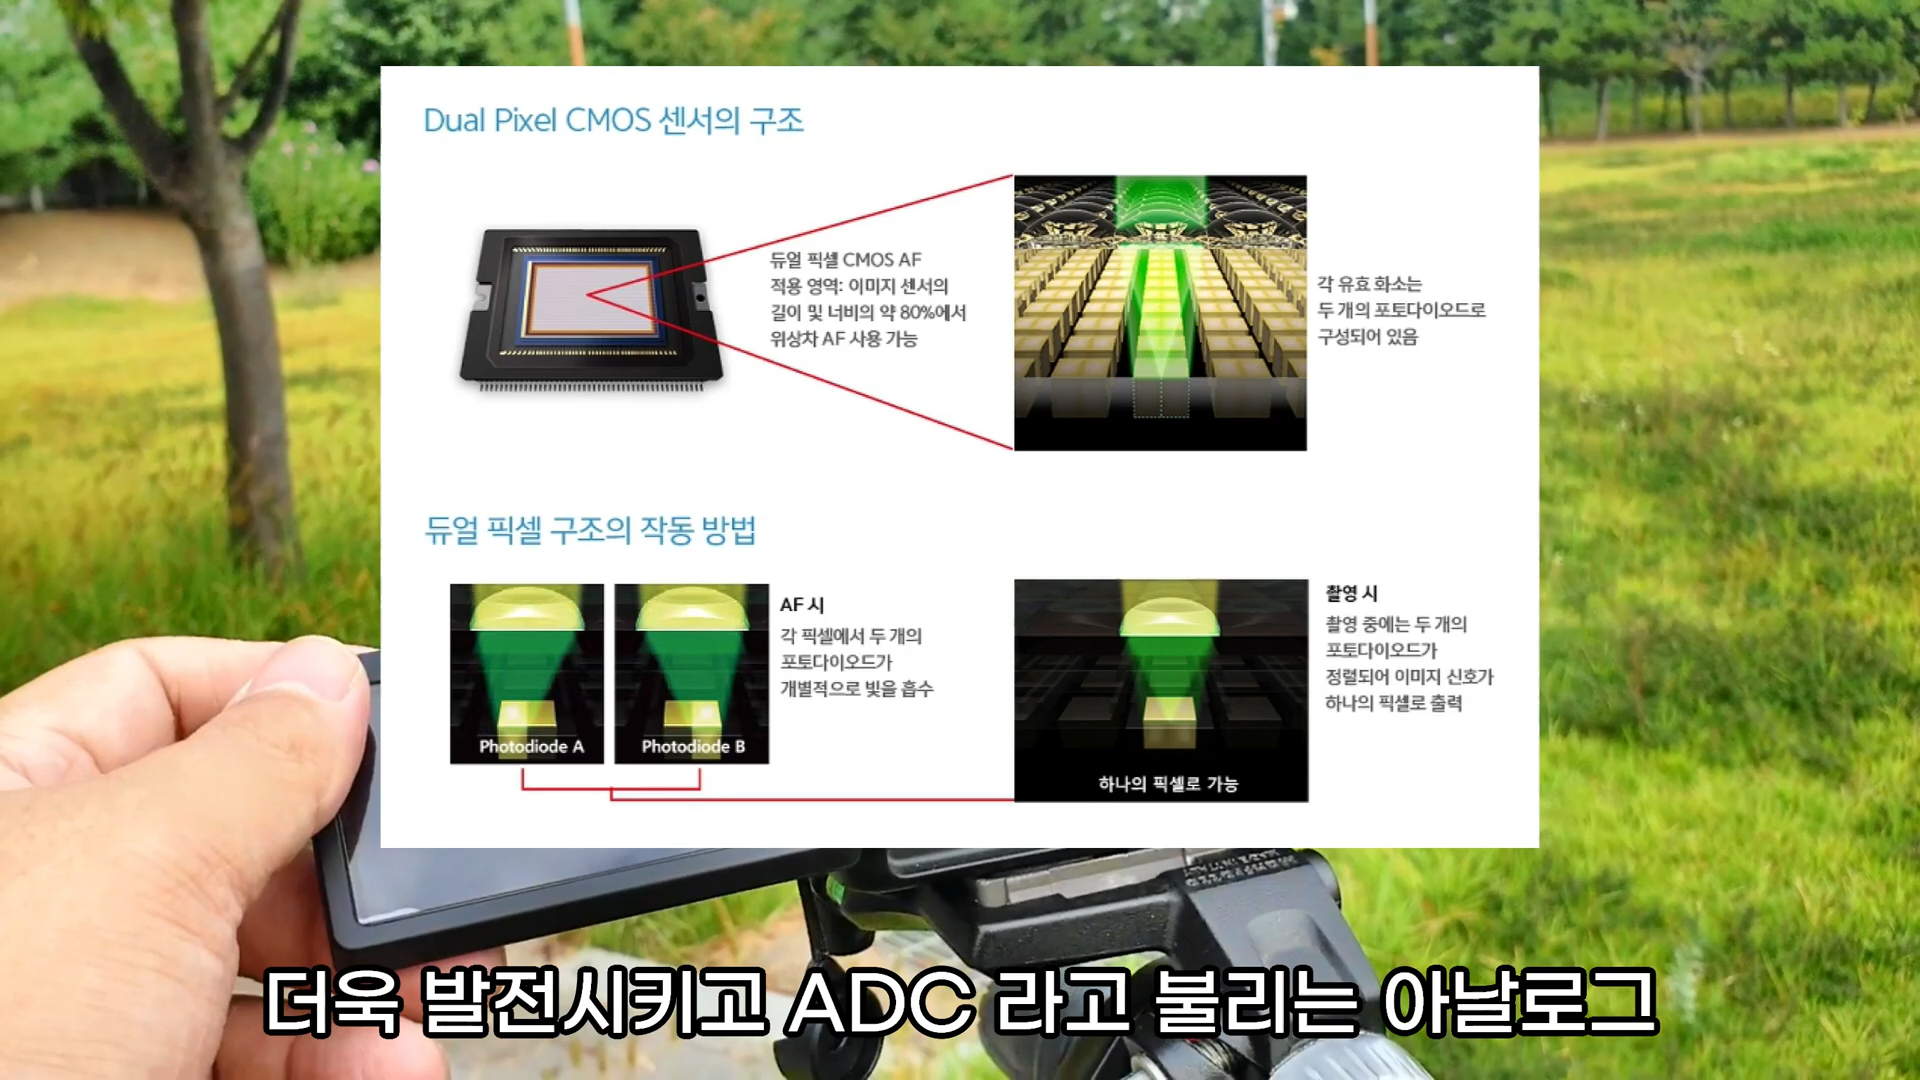 Dual Pixel CMOS 센서의 구조
듀얼 픽셀 CMOS AF
적용 영역: 이미지 센서의
길이 및 너비의 약 80%에서
위상차 AF 사용 가능
각 유효 화소는
두 개의 포토다이오드로
구성되어 있음
듀얼 픽셀 구조의 작동 방법
Photodiode A
Photodiode B
AF 시
각 픽셀에서 두 개의
포토다이오드가
개별적으로 빛을 흡수
하나의 픽셀로 가능
촬영 시
촬영 중에는 두 개의
포토다이오드가
정렬되어 이미지 신호가
하나의 픽셀로 출력
더욱 발전시키고 ADC 라고 불리는 아날로그